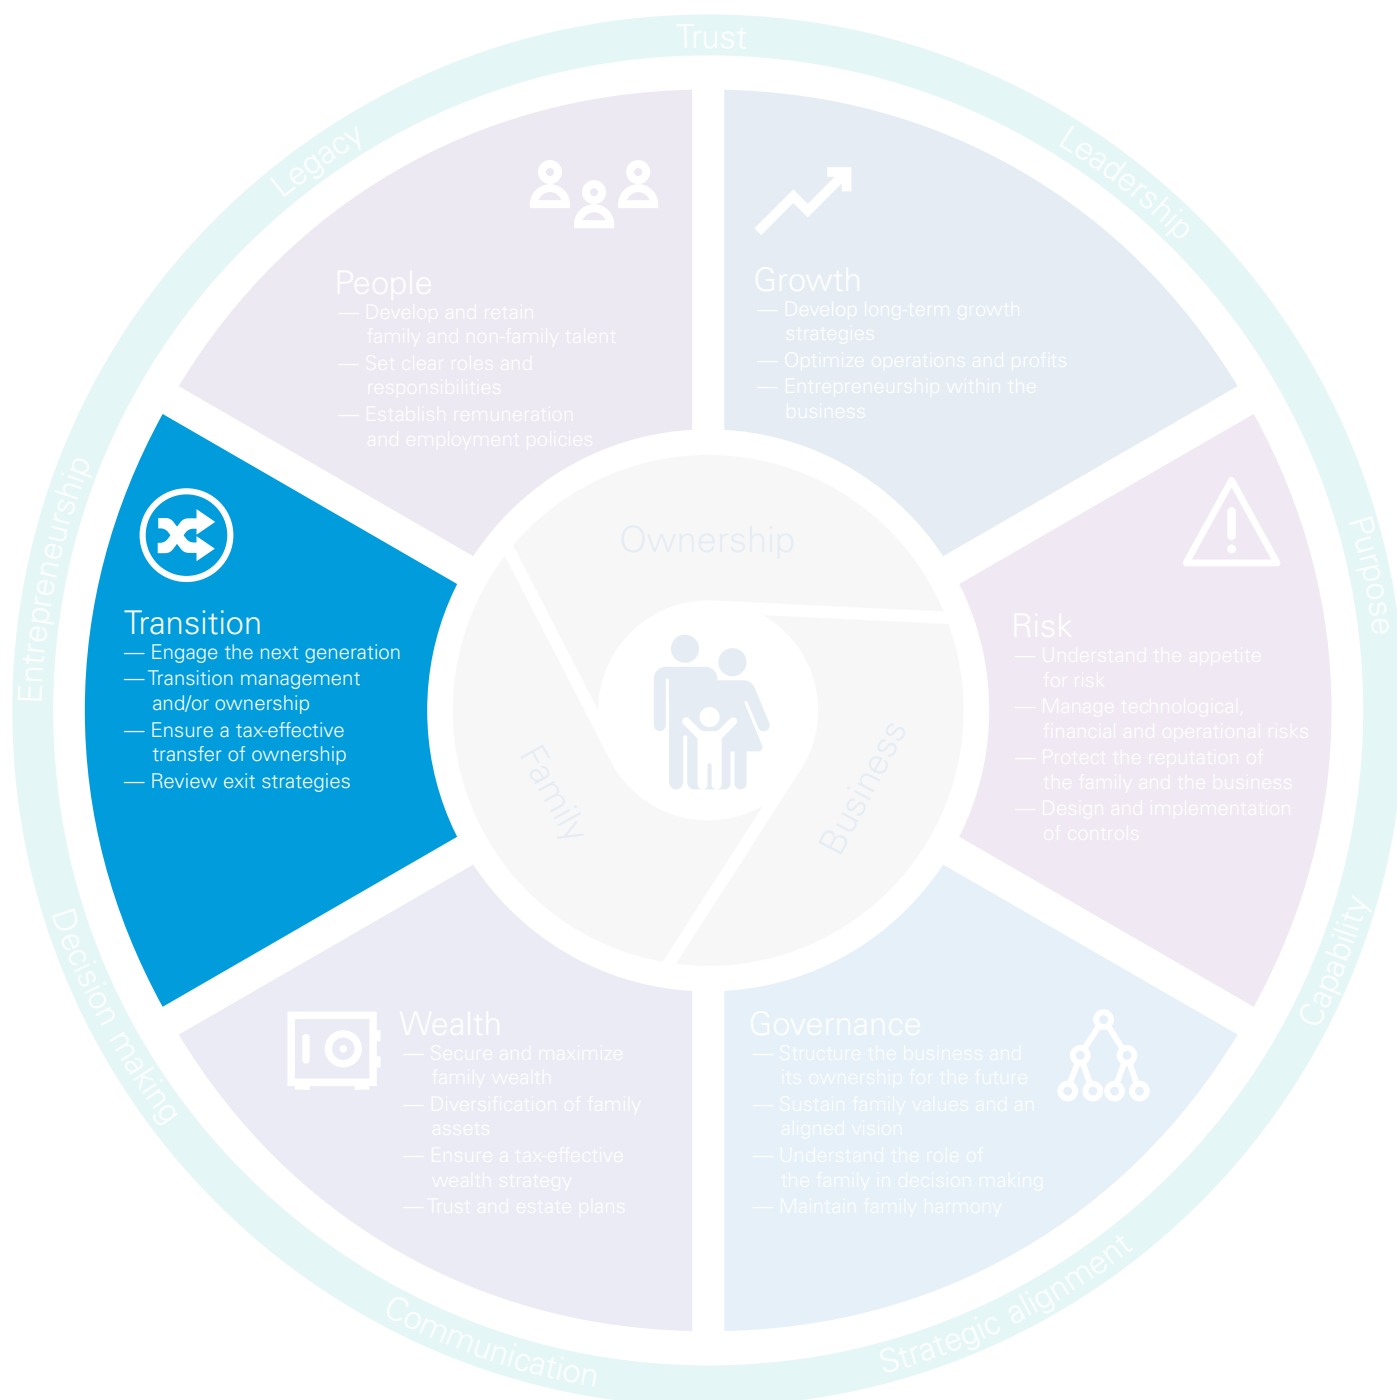 Trust
Legacy
Leadership
Entrepreneurship
Purpose
Decision making
Capability
Communication
Strategic alignment
People
— Develop and retain
family and non-family talent
— Set clear roles and
responsibilities
— Establish remuneration
and employment policies
Growth
— Develop long-term growth
strategies
— Optimize operations and profits
— Entrepreneurship within the
business
Transition
— Engage the next generation
— Transition management
and/or ownership
— Ensure a tax-effective
transfer of ownership
— Review exit strategies
Ownership
Family
Business
Risk
— Understand the appetite
for risk
— Manage technological,
financial and operational risks
— Protect the reputation of
the family and the business
— Design and implementation
of controls
Wealth
— Secure and maximize
family wealth
— Diversification of family
assets
— Ensure a tax-effective
wealth strategy
— Trust and estate plans
Governance
— Structure the business and
its ownership for the future
— Sustain family values and an
aligned vision
— Understand the role of
the family in decision making
— Maintain family harmony